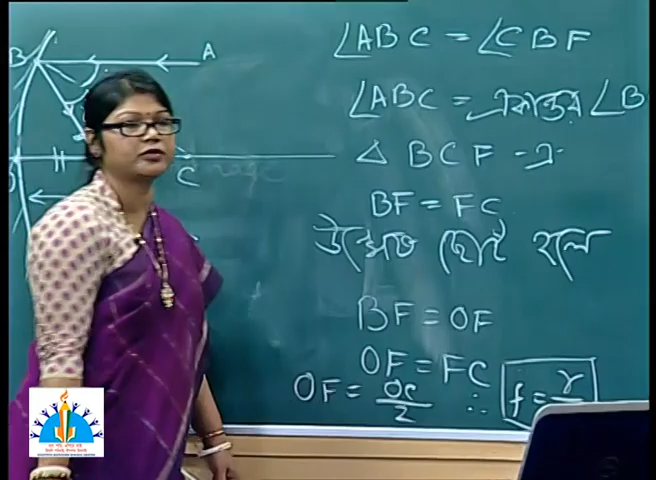 ∠ABC = ∠CBF
∠ABC = একান্তর ∠B
Δ BCF -এ
BF = FC
উন্মেষ ছোট হলে
BF = OF
OF = FC
OF = OC/2
∴ f = r
B
A
C